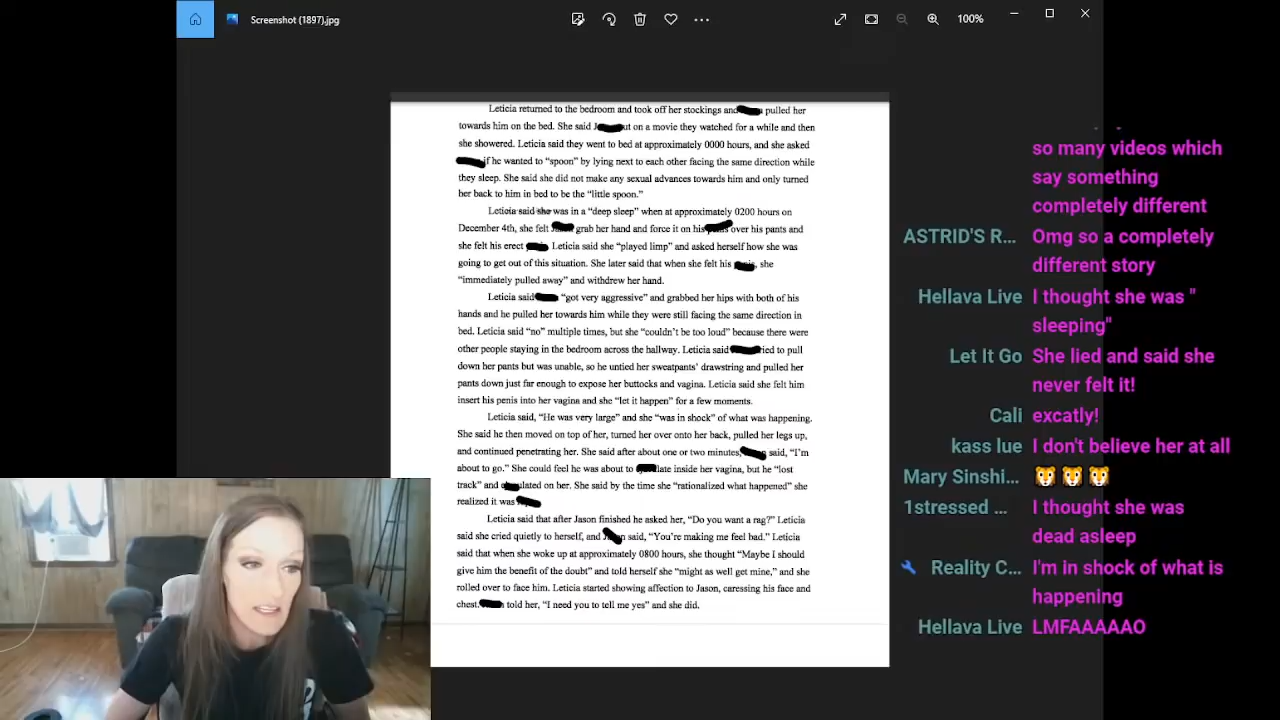 Screenshot (1897).jpg
100%
Leticia returned to the bedroom and took off her stockings and pulled her
towards him on the bed. She said J ut on a movie they watched for a while and then
she showered. Leticia said they went to bed at approximately 0000 hours, and she asked
if he wanted to “spoon” by lying next to each other facing the same direction while
they sleep. She said she did not make any sexual advances towards him and only turned
her back to him in bed to be the “little spoon.”
Leticia said she was in a “deep sleep” when at approximately 0200 hours on
December 4th, she felt grab her hand and force it on his over his pants and
she felt his erect Leticia said she “played limp” and asked herself how she was
going to get out of this situation. She later said that when she felt his , she
“immediately pulled away” and withdrew her hand.
Leticia said “got very aggressive” and grabbed her hips with both of his
hands and he pulled her towards him while they were still facing the same direction in
bed. Leticia said “no” multiple times, but she “couldn’t be too loud” because there were
other people staying in the bedroom across the hallway. Leticia said ried to pull
down her pants but was unable, so he untied her sweatpants’ drawstring and pulled her
pants down just far enough to expose her buttocks and vagina. Leticia said she felt him
insert his penis into her vagina and she “let it happen” for a few moments.
Leticia said, “He was very large” and she “was in shock” of what was happening.
She said he then moved on top of her, turned her over onto her back, pulled her legs up,
and continued penetrating her. She said after about one or two minutes, said, “I’m
about to go.” She could feel he was about to late inside her vagina, but he “lost
track” and ulated on her. She said by the time she “rationalized what happened” she
realized it was
Leticia said that after Jason finished he asked her, “Do you want a rag?” Leticia
said she cried quietly to herself, and said, “You’re making me feel bad.” Leticia
said that when she woke up at approximately 0800 hours, she thought “Maybe I should
give him the benefit of the doubt” and told herself she “might as well get mine,” and she
rolled over to face him. Leticia started showing affection to Jason, caressing his face and
chest. told her, “I need you to tell me yes” and she did.
so many videos which
say something
completely different
ASTRID'S R... Omg so a completely
different story
Hellava Live I thought she was "
sleeping"
Let It Go She lied and said she
never felt it!
Cali excatly!
kass lue I don't believe her at all
Mary Sinshi... 🐯🐯🐯
1stressed ... I thought she was
dead asleep
Reality C... I'm in shock of what is
happening
Hellava Live LMFAAAAAO